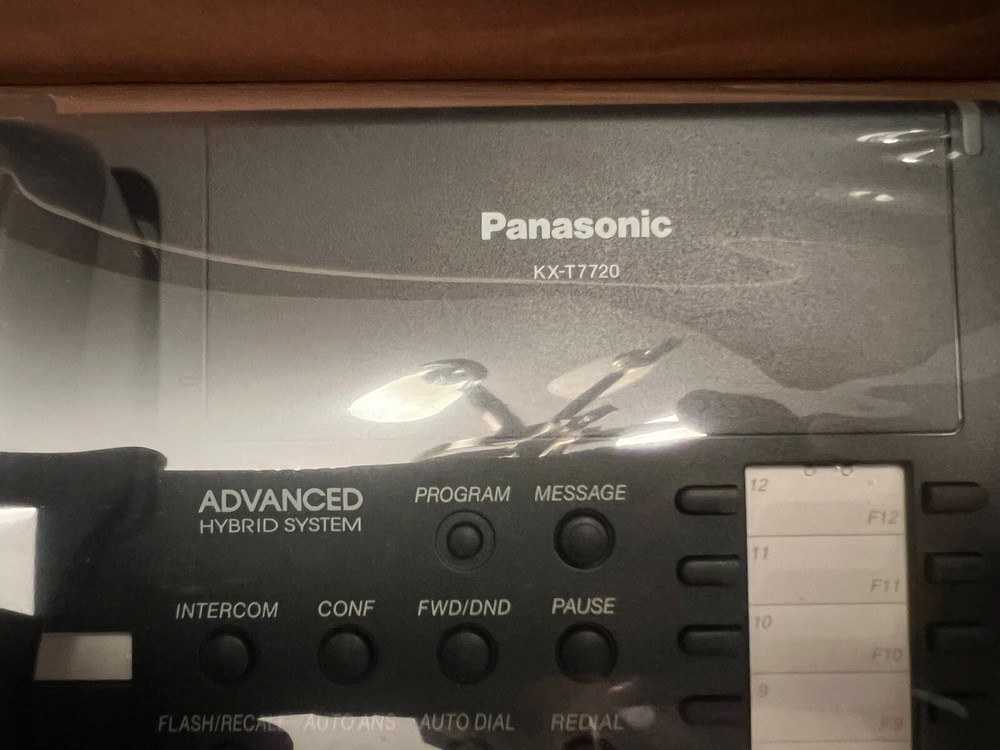 Panasonic
KX-T7720
ADVANCED
HYBRID SYSTEM
PROGRAM MESSAGE
12
F12
11
F11
INTERCOM CONF FWD/DND PAUSE
10
F10
9
F9
FLASH/RECALL AUTO ANS AUTO DIAL REDIAL